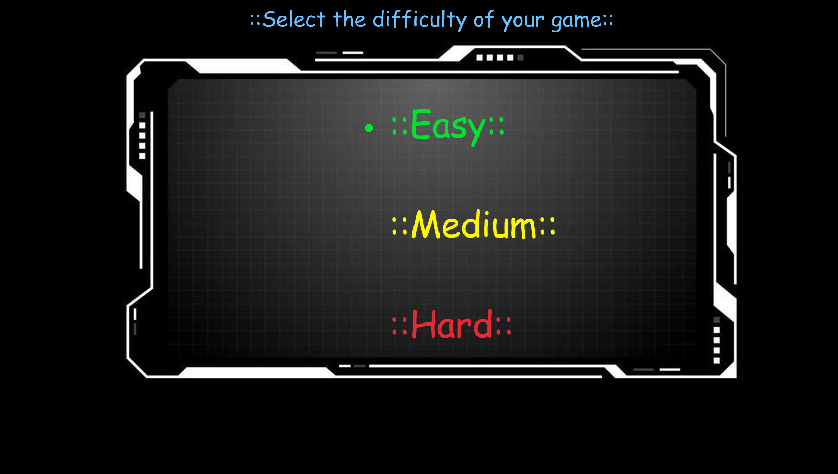 ::Select the difficulty of your game::
• ::Easy::
::Medium::
::Hard::